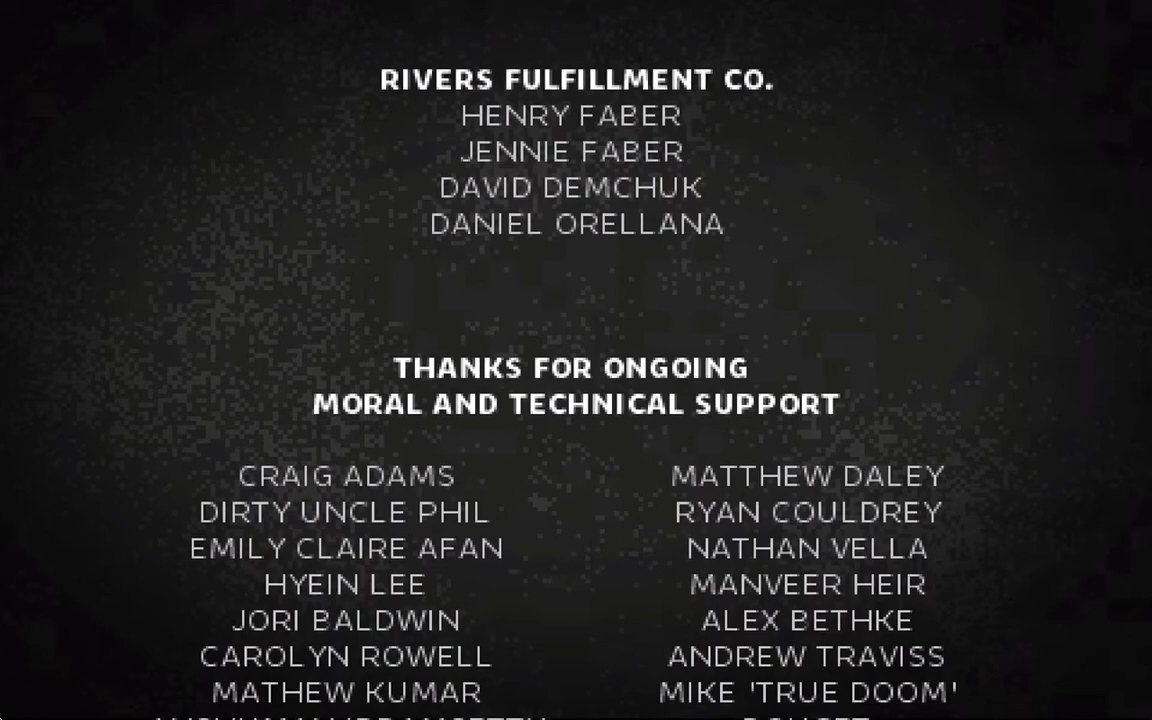 RIVERS FULFILLMENT CO.
HENRY FABER
JENNIE FABER
DAVID DEMCHUK
DANIEL ORELLANA
THANKS FOR ONGOING
MORAL AND TECHNICAL SUPPORT
CRAIG ADAMS
DIRTY UNCLE PHIL
EMILY CLAIRE AFAN
HYEIN LEE
JORI BALDWIN
CAROLYN ROWELL
MATHEW KUMAR
MATTHEW DALEY
RYAN COULDREY
NATHAN VELLA
MANVEER HEIR
ALEX BETHKE
ANDREW TRAVISS
MIKE 'TRUE DOOM'